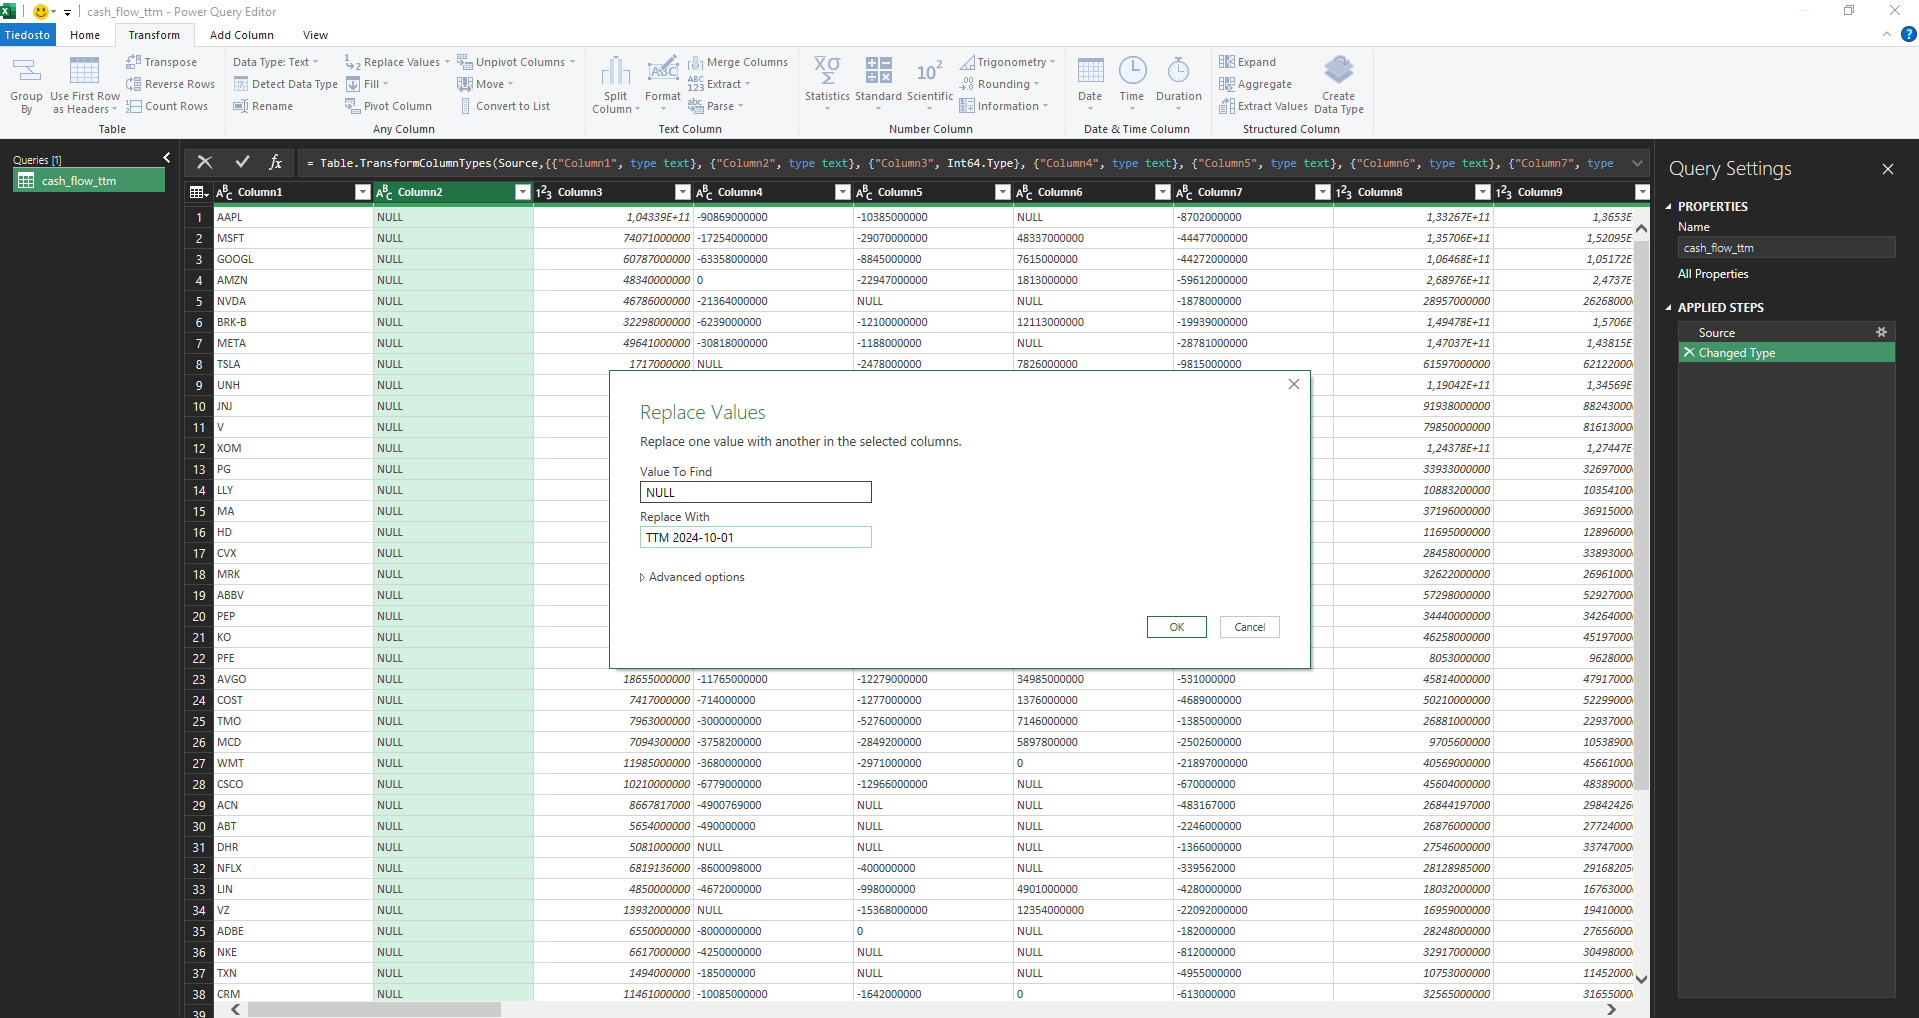 cash_flow_ttm - Power Query Editor
Tiedosto Home Transform Add Column View
Group By
Use First Row as Headers
Transpose
Reverse Rows
Count Rows
Table
Data Type: Text
Detect Data Type
Rename
Replace Values
Fill
Pivot Column
Unpivot Columns
Move
Convert to List
Any Column
Split Column
Format
Merge Columns
Extract
Parse
Text Column
Statistics
Standard
Scientific
Trigonometry
Rounding
Information
Number Column
Date
Time
Duration
Date & Time Column
Expand
Aggregate
Extract Values
Create Data Type
Structured Column
Queries [1]
cash_flow_ttm
= Table.TransformColumnTypes(Source,{{"Column1", type text}, {"Column2", type text}, {"Column3", Int64.Type}, {"Column4", type text}, {"Column5", type text}, {"Column6", type text}, {"Column7", type
Column1 Column2 Column3 Column4 Column5 Column6 Column7 Column8 Column9
1 AAPL NULL 1,04339E+11 -90869000000 -10385000000 NULL -8702000000 1,33267E+11 1,3653E
2 MSFT NULL 74071000000 -17254000000 -29070000000 48337000000 -44477000000 1,35706E+11 1,52095E
3 GOOGL NULL 60787000000 -63358000000 -8845000000 7615000000 -44272000000 1,06468E+11 1,05172E
4 AMZN NULL 48340000000 0 -22947000000 1813000000 -59612000000 2,68976E+11 2,4737E
5 NVDA NULL 46786000000 -21364000000 NULL NULL -1878000000 28957000000 26268000
6 BRK-B NULL 32298000000 -6239000000 -12100000000 12113000000 -19939000000 1,49478E+11 1,5706E
7 META NULL 49641000000 -30818000000 -1188000000 NULL -28781000000 1,47037E+11 1,43815E
8 TSLA NULL 1717000000 NULL -2478000000 7826000000 -9815000000 61597000000 62122000
9 UNH NULL 1,19042E+11 1,34569E
10 JNJ NULL 91938000000 88243000
11 V NULL 79850000000 81613000
12 XOM NULL 1,24378E+11 1,27447E
13 PG NULL 33933000000 32697000
14 LLY NULL 10883200000 10354100
15 MA NULL 37196000000 36915000
16 HD NULL 11695000000 12896000
17 CVX NULL 28458000000 33893000
18 MRK NULL 32622000000 26961000
19 ABBV NULL 57298000000 52927000
20 PEP NULL 34440000000 34264000
21 KO NULL 46258000000 45197000
22 PFE NULL 8053000000 9628000
23 AVGO NULL 18655000000 -11765000000 -12279000000 34985000000 -531000000 45814000000 47917000
24 COST NULL 7417000000 -714000000 -1277000000 1376000000 -4689000000 50210000000 52299000
25 TMO NULL 7963000000 -3000000000 -5276000000 7146000000 -1385000000 26881000000 22937000
26 MCD NULL 7094300000 -3758200000 -2849200000 5897800000 -2502600000 9705600000 10538900
27 WMT NULL 11985000000 -3680000000 -2971000000 0 -21897000000 40569000000 45661000
28 CSCO NULL 10210000000 -6779000000 -12966000000 NULL -670000000 45604000000 48389000
29 ACN NULL 8667817000 -4900769000 NULL NULL -483167000 26844197000 29842426
30 ABT NULL 5654000000 -490000000 NULL NULL -2246000000 26876000000 27724000
31 DHR NULL 5081000000 NULL NULL NULL -1366000000 27546000000 33747000
32 NFLX NULL 6819136000 -8600098000 -400000000 NULL -339562000 28128985000 29168205
33 LIN NULL 4850000000 -4672000000 -998000000 4901000000 -4280000000 18032000000 16763000
34 VZ NULL 13932000000 NULL -15368000000 12354000000 -22092000000 16959000000 19410000
35 ADBE NULL 6550000000 -8000000000 0 NULL -182000000 28248000000 27656000
36 NKE NULL 6617000000 -4250000000 NULL NULL -812000000 32917000000 30498000
37 TXN NULL 1494000000 -185000000 NULL NULL -4955000000 10753000000 11452000
38 CRM NULL 11461000000 -10085000000 -1642000000 0 -613000000 32565000000 31655000
39
Replace Values
Replace one value with another in the selected columns.
Value To Find
NULL
Replace With
TTM 2024-10-01
Advanced options
OK Cancel
Query Settings
PROPERTIES
Name
cash_flow_ttm
All Properties
APPLIED STEPS
Source
Changed Type